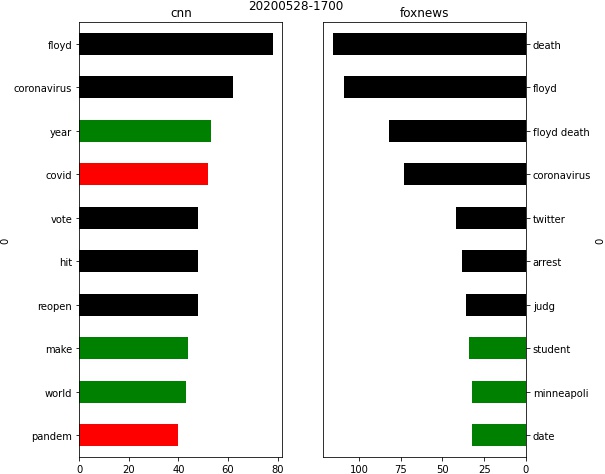 20200528-1700
cnn
foxnews
floyd
coronavirus
year
covid
vote
hit
reopen
make
world
pandem
0
0 20 40 60 80
death
floyd
floyd death
coronavirus
twitter
arrest
judg
student
minneapoli
date
0
100 75 50 25 0